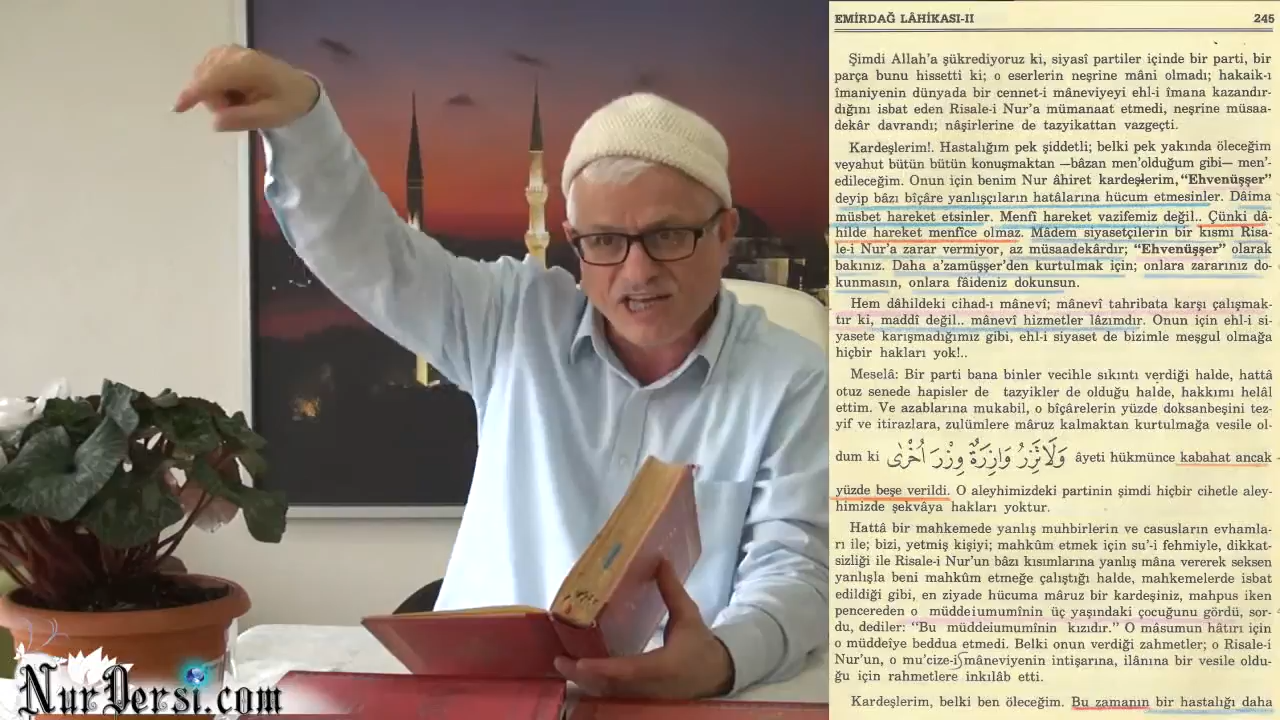 EMİRDAĞ LÂHİKASI-II 245
Şimdi Allah'a şükrediyoruz ki, siyasî partiler içinde bir parti, bir
parça bunu hissetti ki; o eserlerin neşrine mâni olmadı; hakaik-ı
îmaniyenin dünyada bir cennet-i mâneviyeyi ehl-i îmana kazandır-
dığını isbat eden Risale-i Nur'a mümanaat etmedi, neşrine müsaa-
dekâr davrandı; nâşirlerine de tazyikattan vazgeçti.
Kardeşlerim!. Hastalığım pek şiddetli; belki pek yakında öleceğim
veyahut bütün bütün konuşmaktan —bâzan men'olduğum gibi— men'-
edileceğim. Onun için benim Nur âhiret kardeşlerim, "Ehvenüşşer"
deyip bâzı bîçâre yanlışçıların hatâlarına hücum etmesinler. Dâima
müsbet hareket etsinler. Menfî hareket vazifemiz değil.. Çünki dâ-
hilde hareket menfîce olmaz. Mâdem siyasetçilerin bir kısmı Risa-
le-i Nur'a zarar vermiyor, az müsaadekârdır; "Ehvenüşşer" olarak
bakınız. Daha a'zamüşşer'den kurtulmak için; onlara zararınız do-
kunmasın, onlara fâideniz dokunsun.
Hem dâhildeki cihad-ı mânevî; mânevî tahribata karşı çalışmak-
tır ki, maddî değil.. mânevî hizmetler lâzımdır. Onun için ehl-i si-
yasete karışmadığımız gibi, ehl-i siyaset de bizimle meşgul olmağa
hiçbir hakları yok!..
Meselâ: Bir parti bana binler vecihle sıkıntı verdiği halde, hattâ
otuz senede hapisler de tazyikler de olduğu halde, hakkımı helâl
ettim. Ve azablarına mukabil, o bîçârelerin yüzde doksanbeşini tez-
yif ve itirazlara, zulümlere mâruz kalmaktan kurtulmağa vesile ol-
dum ki وَلَا تَزِرُ وَازِرَةٌ وِزْرَ اُخْرٰى âyeti hükmünce kabahat ancak
yüzde beşe verildi. O aleyhimizdeki partinin şimdi hiçbir cihetle aley-
himizde şekvâya hakları yoktur.
Hattâ bir mahkemede yanlış muhbirlerin ve casusların evhamla-
rı ile; bizi, yetmiş kişiyi; mahkûm etmek için su'-i fehmiyle, dikkat-
sizliği ile Risale-i Nur'un bâzı kısımlarına yanlış mâna vererek seksen
yanlışla beni mahkûm etmeğe çalıştığı halde, mahkemelerde isbat
edildiği gibi, en ziyade hücuma mâruz bir kardeşiniz, mahpus iken
pencereden o müddeiumumînin üç yaşındaki çocuğunu gördü, sor-
du, dediler: "Bu müddeiumumînin kızıdır." O mâsumun hâtırı için
o müddeîye beddua etmedi. Belki onun verdiği zahmetler; o Risale-i
Nur'un, o mu'cize-i mâneviyenin intişarına, ilânına bir vesile oldu-
ğu için rahmetlere inkılâb etti.
Kardeşlerim, belki ben öleceğim. Bu zamanın bir hastalığı daha
NurDersi.com